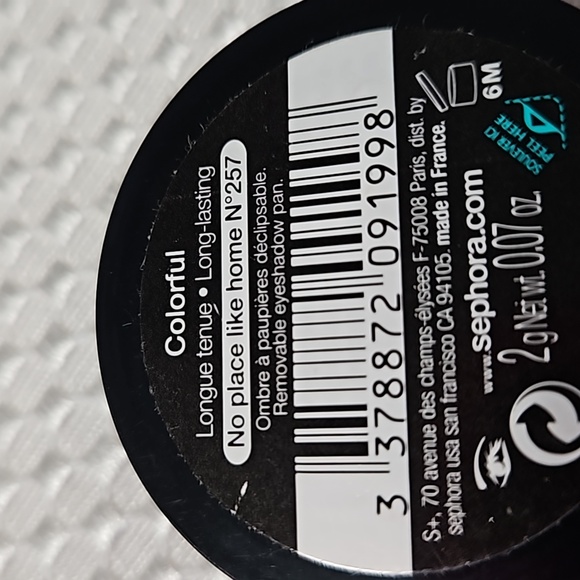 Colorful
Longue tenue • Long-lasting
No place like home N°257
Ombre à paupières déclipsable.
Removable eyeshadow pan.
3 378872 091998
S+, 70 avenue des champs-élysées F-75008 Paris, dist. by
sephora usa san francisco CA 94105. made in France.
6M
www.sephora.com
SOULEVER ICI
PEEL HERE
2 g Net wt. 0.07 oz.